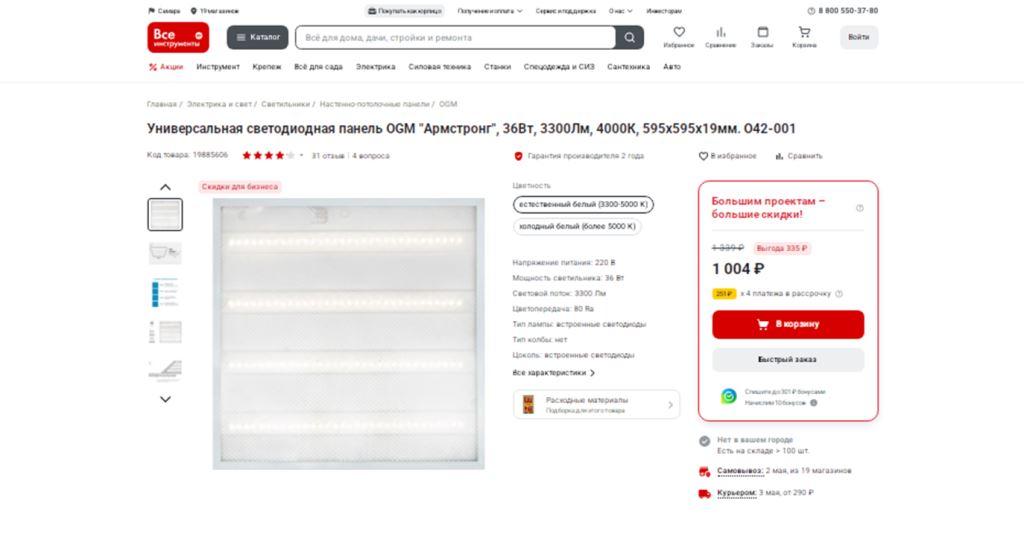 Самара
19 магазинов
Покупать как юрлицо
Получение и оплата
Сервис и поддержка
О нас
Инвесторам
8 800 550-37-80
Все
инструменты
Каталог
Всё для дома, дачи, стройки и ремонта
Избранное
Сравнение
Заказы
Корзина
Войти
Акции
Инструмент
Крепеж
Всё для сада
Электрика
Силовая техника
Станки
Спецодежда и СИЗ
Сантехника
Авто
Главная / Электрика и свет / Светильники / Настенно-потолочные панели / OGM
Универсальная светодиодная панель OGM "Армстронг", 36Вт, 3300Лм, 4000К, 595х595х19мм. О42-001
Код товара: 19885606
31 отзыв
4 вопроса
Гарантия производителя 2 года
В избранное
Сравнить
Скидки для бизнеса
Цветность
естественный белый (3300-5000 К)
холодный белый (более 5000 К)
Напряжение питания: 220 В
Мощность светильника: 36 Вт
Световой поток: 3300 Лм
Цветопередача: 80 Ra
Тип лампы: встроенные светодиоды
Тип колбы: нет
Цоколь: встроенные светодиоды
Все характеристики
Расходные материалы
Подборка для этого товара
Большим проектам –
большие скидки!
1 339 ₽
Выгода 335 ₽
1 004 ₽
251 ₽
х 4 платежа в рассрочку
В корзину
Быстрый заказ
Спишите до 301 ₽ бонусами
Начислим 10 бонусов
Нет в вашем городе
Есть на складе > 100 шт.
Самовывоз: 2 мая, из 19 магазинов
Курьером: 3 мая, от 290 ₽